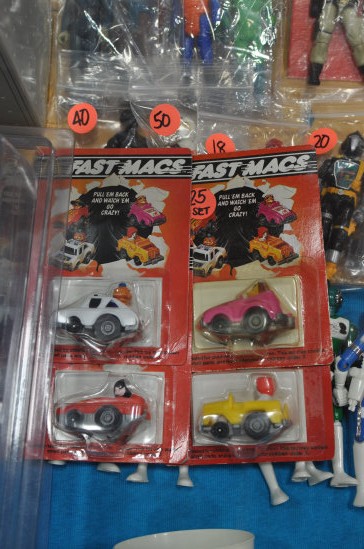 40
50
18
20
FAST MACS
PULL 'EM BACK
AND WATCH 'EM
GO
CRAZY!
FAST MACS
25
SET
PULL 'EM BACK
AND WATCH 'EM
GO
CRAZY!